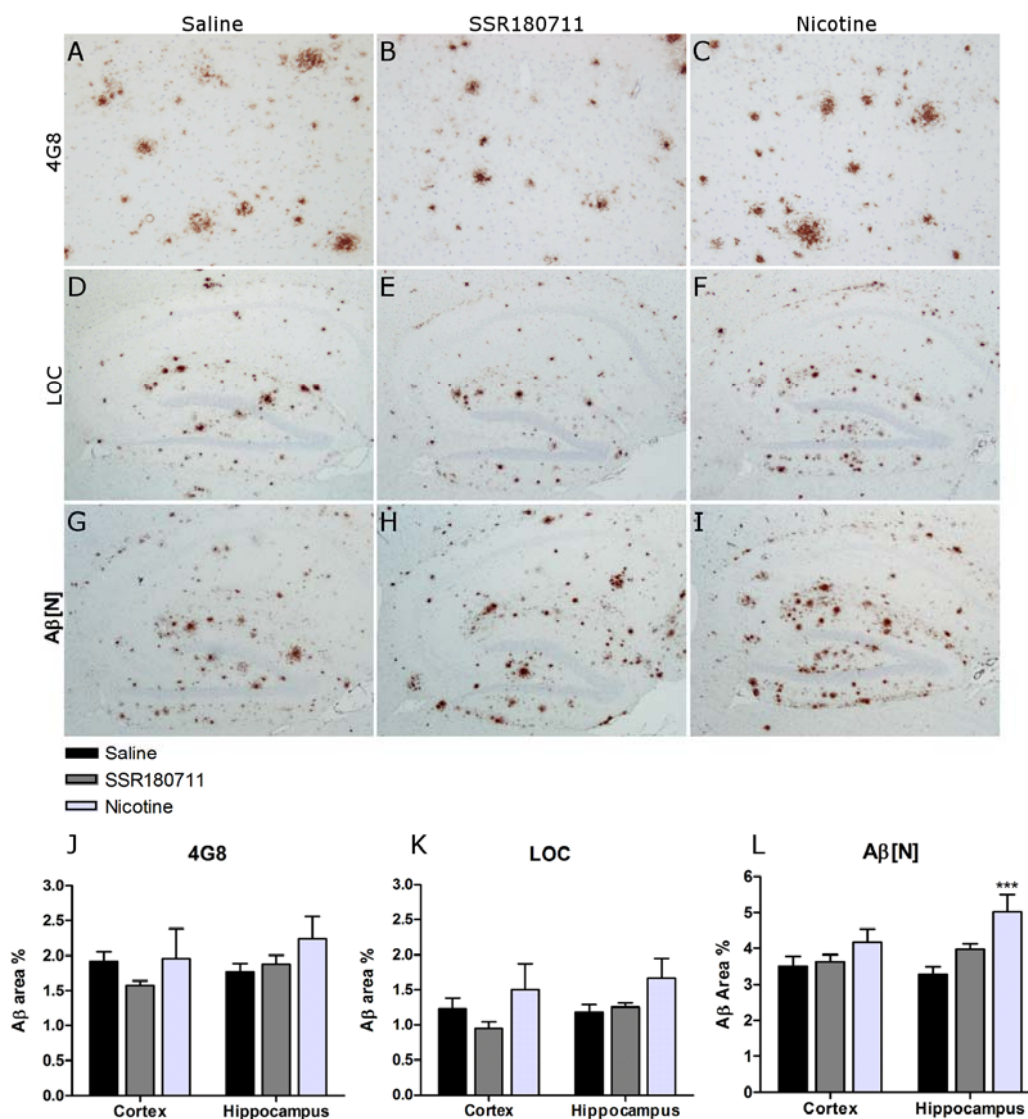 Saline SSR180711 Nicotine
A B C
4G8
D E F
LOC
G H I
Aβ[N]
Saline
SSR180711
Nicotine
J 4G8
3.0
2.5
2.0
1.5
1.0
0.5
0.0
Aβ area %
Cortex Hippocampus
K LOC
3.0
2.5
2.0
1.5
1.0
0.5
0.0
Aβ area %
Cortex Hippocampus
L Aβ[N]
***
6
5
4
3
2
1
0
Aβ Area %
Cortex Hippocampus